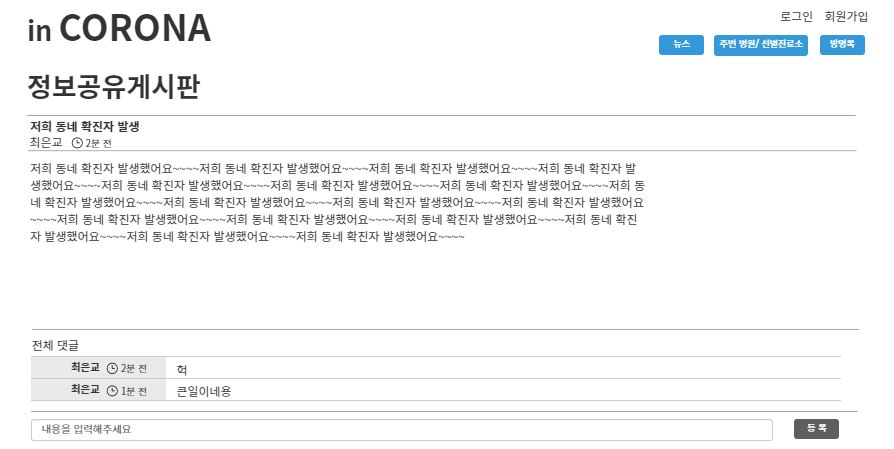 in CORONA
로그인 회원가입
뉴스 주변 병원/ 선별진료소 방명록
정보공유게시판
저희 동네 확진자 발생
최은교 2분 전
저희 동네 확진자 발생했어요~~~~저희 동네 확진자 발생했어요~~~~저희 동네 확진자 발생했어요~~~~저희 동네 확진자 발
생했어요~~~~저희 동네 확진자 발생했어요~~~~저희 동네 확진자 발생했어요~~~~저희 동네 확진자 발생했어요~~~~저희 동
네 확진자 발생했어요~~~~저희 동네 확진자 발생했어요~~~~저희 동네 확진자 발생했어요~~~~저희 동네 확진자 발생했어요
~~~~저희 동네 확진자 발생했어요~~~~저희 동네 확진자 발생했어요~~~~저희 동네 확진자 발생했어요~~~~저희 동네 확진
자 발생했어요~~~~저희 동네 확진자 발생했어요~~~~저희 동네 확진자 발생했어요~~~~
전체 댓글
최은교 2분 전 헉
최은교 1분 전 큰일이네용
내용을 입력해주세요 등 록